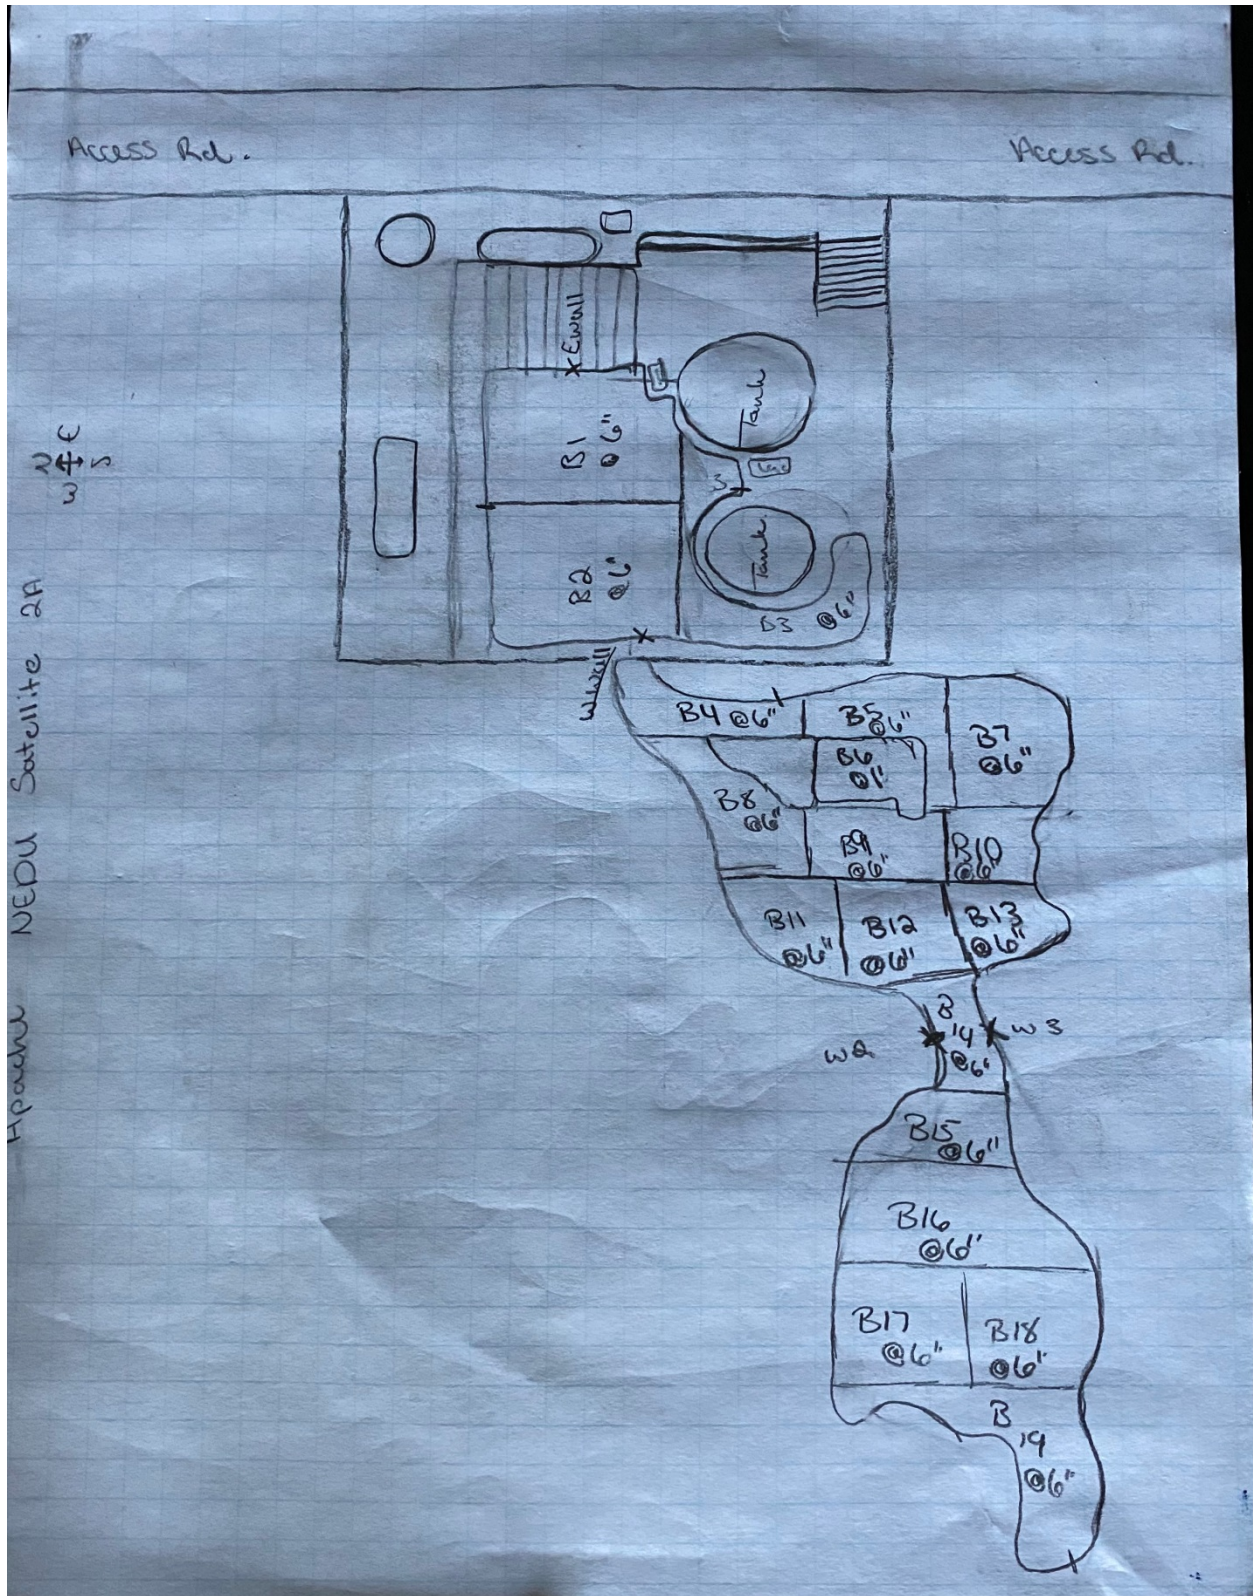 Access Rd.
Access Rd.
N
W E
S
Apache NEDU Satellite 2A
x Ewall
Tank
B1
@ 6"
Tank
B2
@6"
B3 @6"
W wall
B4 @6"
B5
@6"
B6
@1'
B7
@6"
B8
@6"
B9
@6"
B10
@6"
B11
@6"
B12
@6"
B13
@6"
B
14
@6"
W2
W3
B15
@6"
B16
@6"
B17
@6"
B18
@6"
B
19
@6"